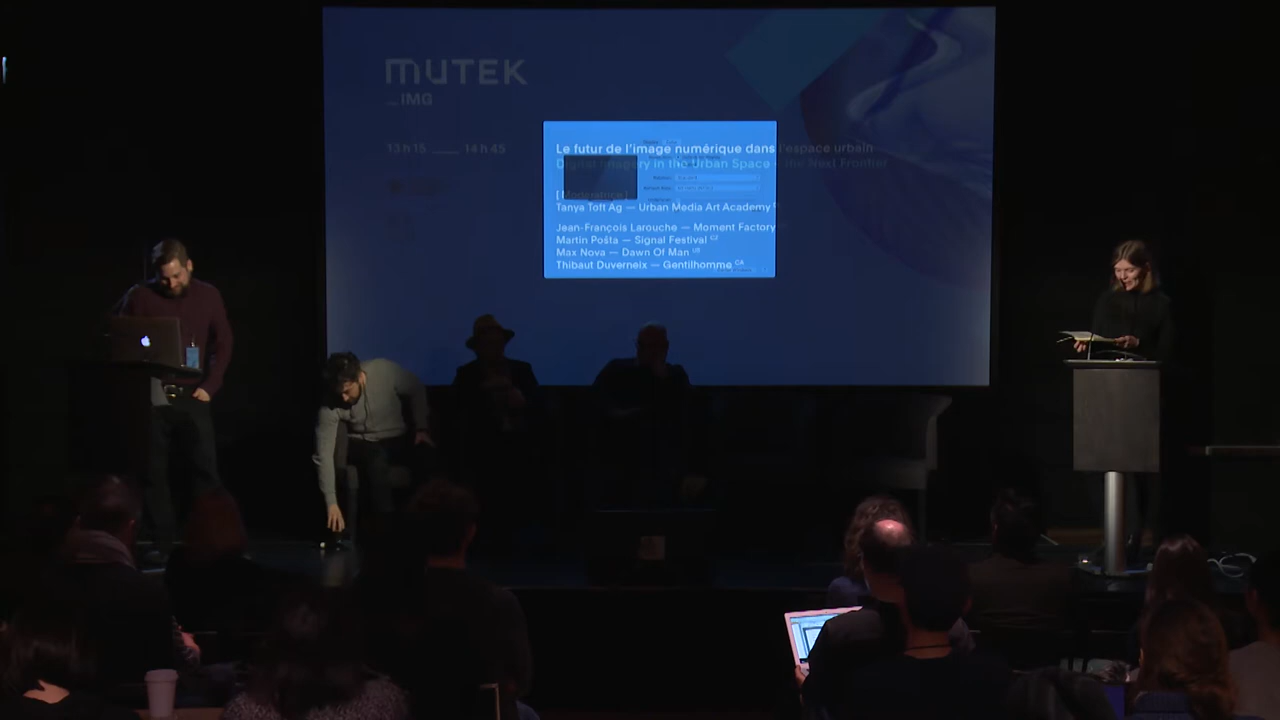 MUTEK
_IMG
13 h 15 ___ 14 h 45
Le futur de l'image numérique dans l'espace urbain
Digital Imagery in the Urban Space – the Next Frontier
[ Moderatrice ]
Tanya Toft Ag — Urban Media Art Academy
Jean-François Larouche — Moment Factory
Martin Pošta — Signal Festival CZ
Max Nova — Dawn Of Man US
Thibaut Duverneix — Gentilhomme CA